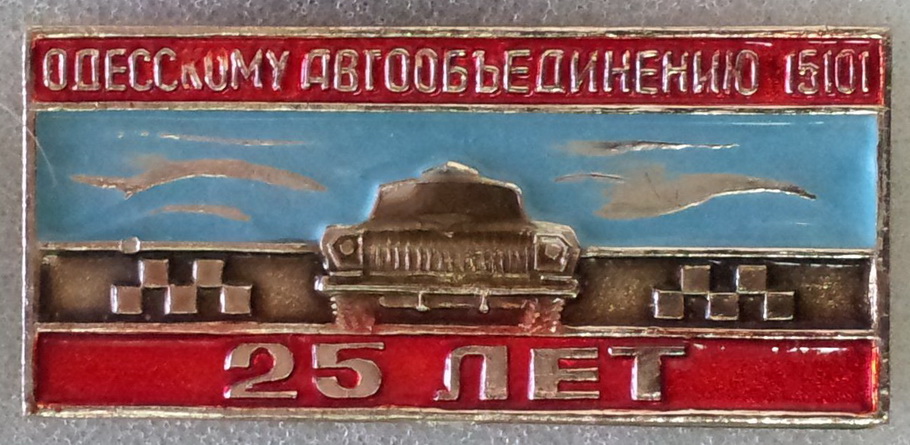 ОДЕССКОМУ АВТООБЪЕДИНЕНИЮ 15101
25 ЛЕТ